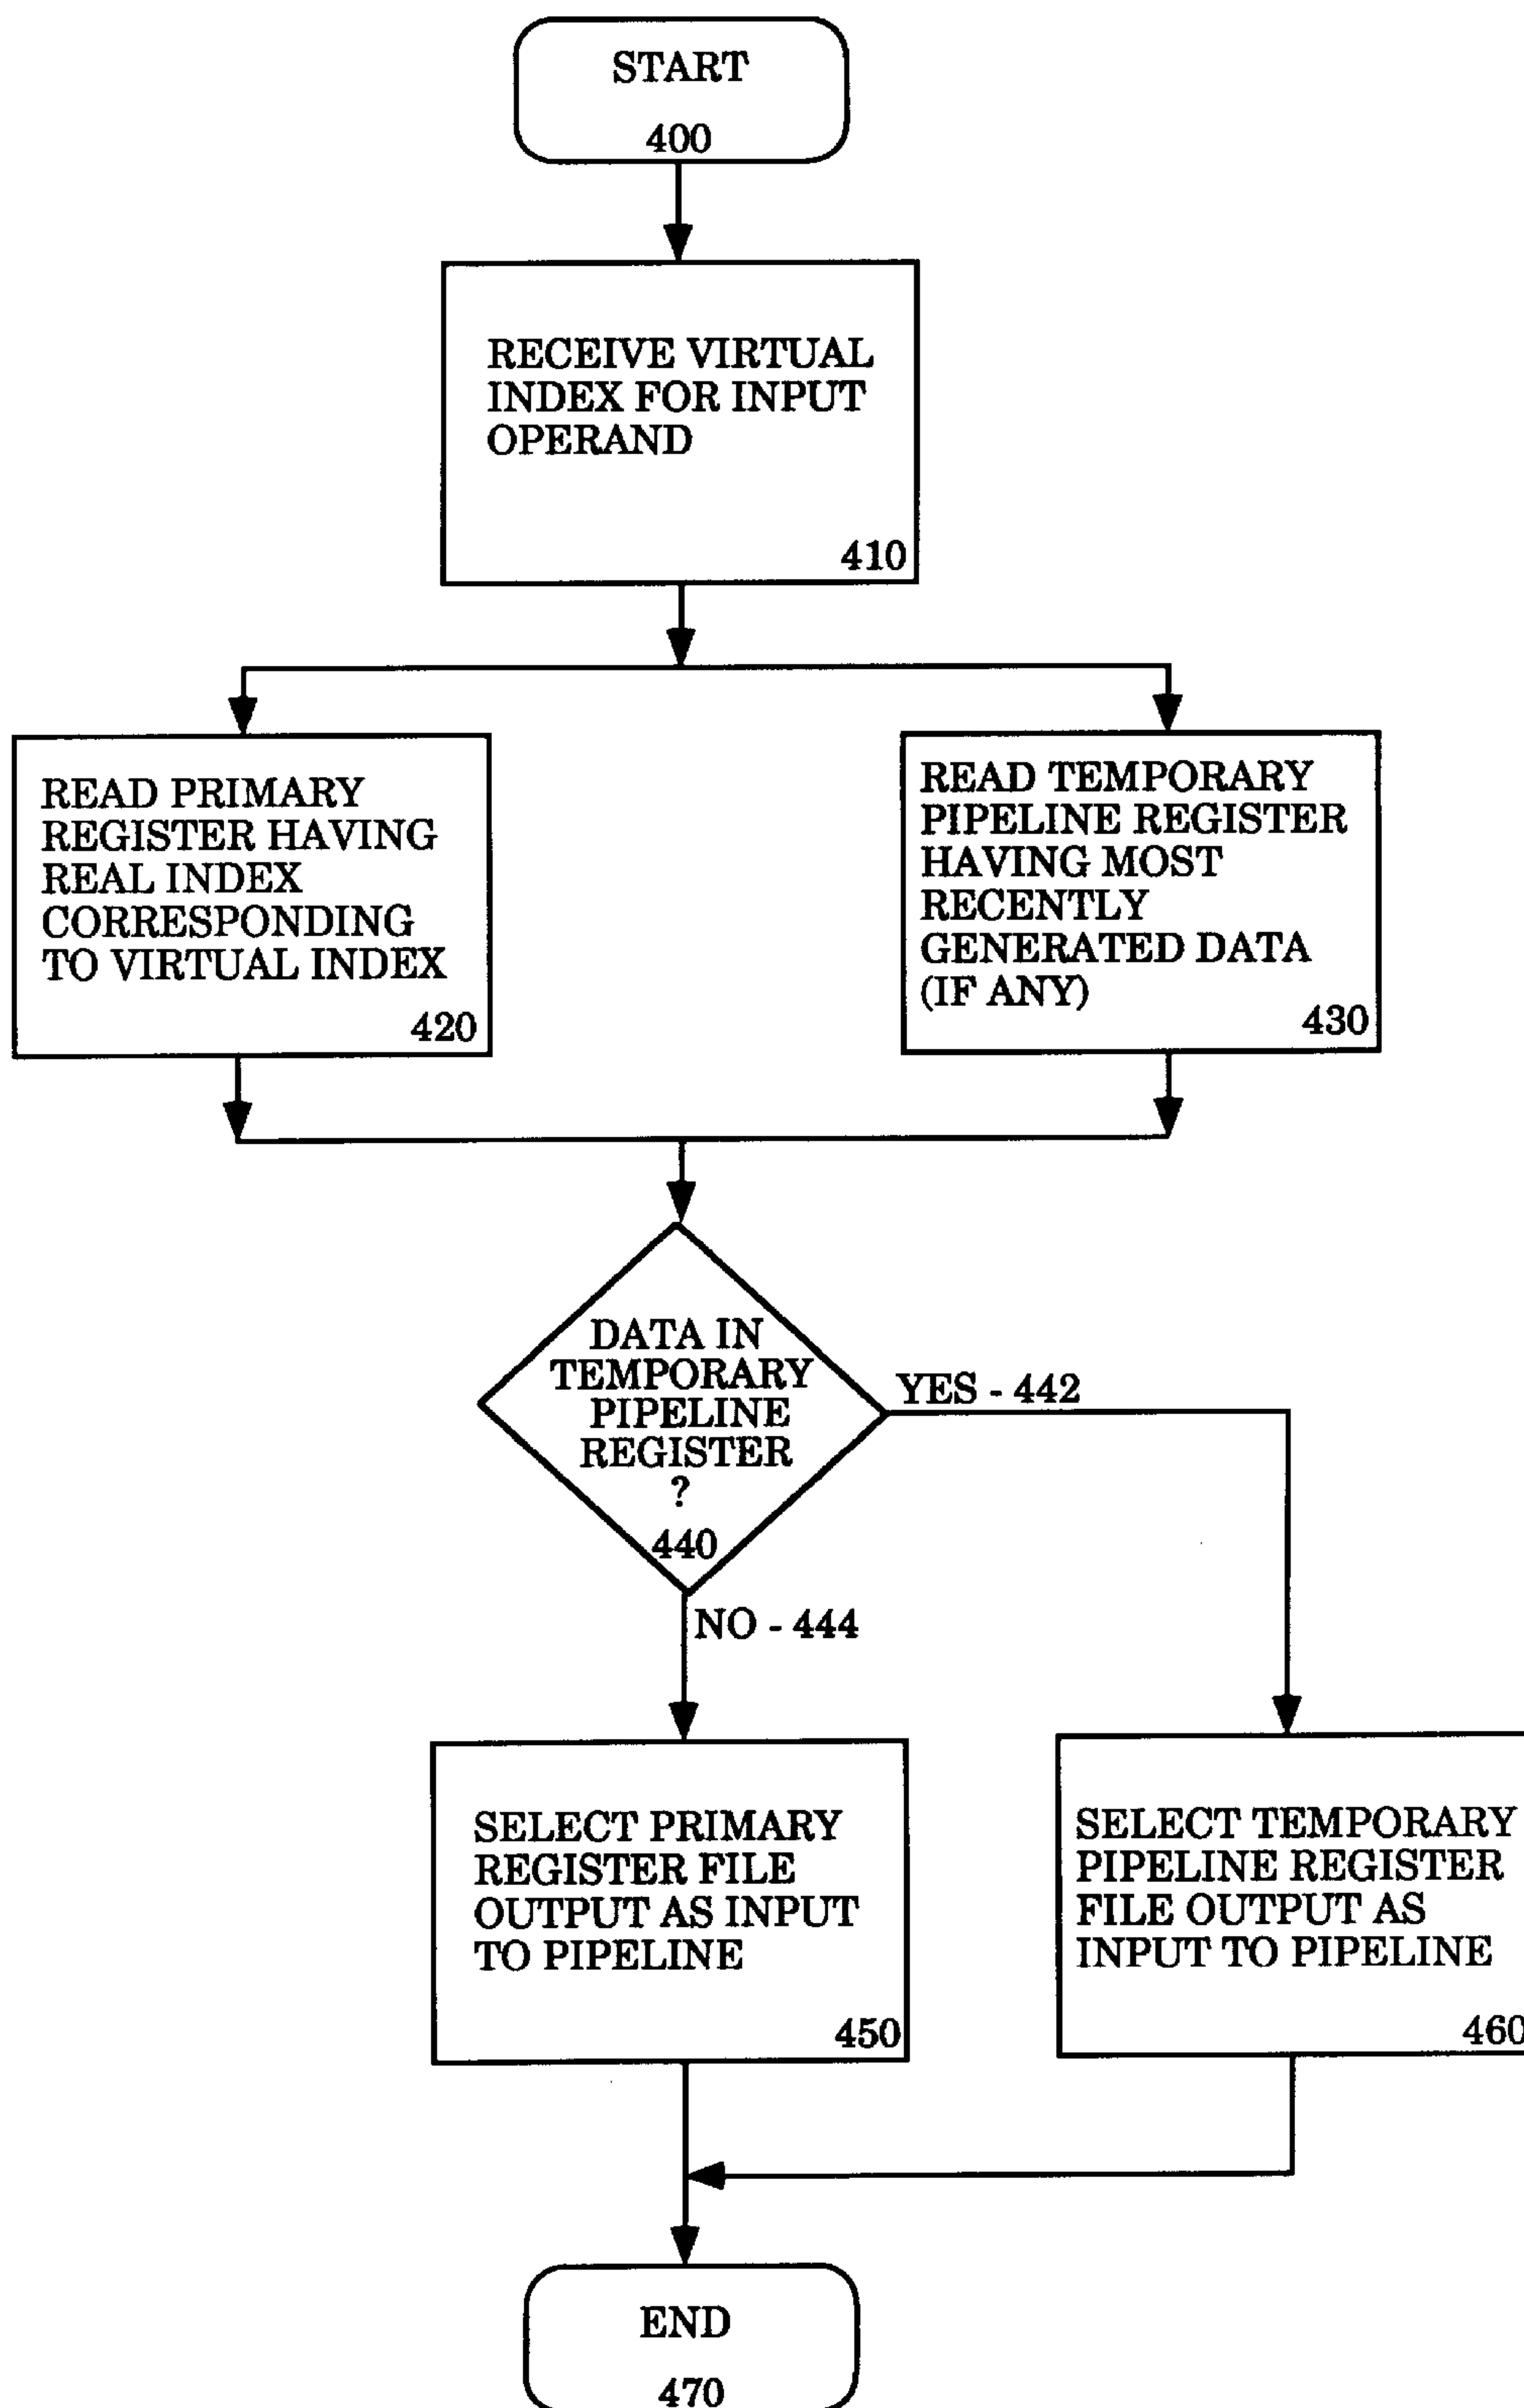 START
400
RECEIVE VIRTUAL
INDEX FOR INPUT
OPERAND
410
READ PRIMARY
REGISTER HAVING
REAL INDEX
CORRESPONDING
TO VIRTUAL INDEX
420
READ TEMPORARY
PIPELINE REGISTER
HAVING MOST
RECENTLY
GENERATED DATA
(IF ANY)
430
DATA IN
TEMPORARY
PIPELINE
REGISTER
?
440
YES - 442
NO - 444
SELECT PRIMARY
REGISTER FILE
OUTPUT AS INPUT
TO PIPELINE
450
SELECT TEMPORARY
PIPELINE REGISTER
FILE OUTPUT AS
INPUT TO PIPELINE
460
END
470